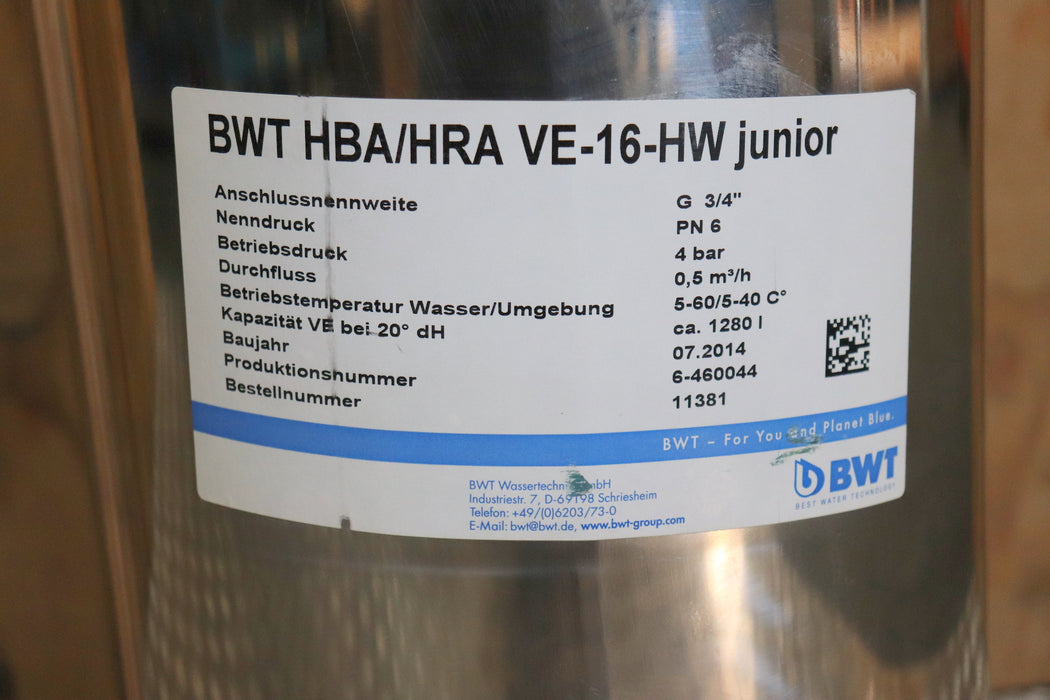 BWT HBA/HRA VE-16-HW junior
Anschlussnennweite G 3/4"
Nenndruck PN 6
Betriebsdruck 4 bar
Durchfluss 0,5 m³/h
Betriebstemperatur Wasser/Umgebung 5-60/5-40 C°
Kapazität VE bei 20° dH ca. 1280 l
Baujahr 07.2014
Produktionsnummer 6-460044
Bestellnummer 11381
BWT – For You and Planet Blue.
BWT
BEST WATER TECHNOLOGY
BWT
Industriestr. 7, D-69198 Schriesheim
Telefon: +49/(0)6203/73-0
E-Mail: bwt@bwt.de, www.bwt-group.com